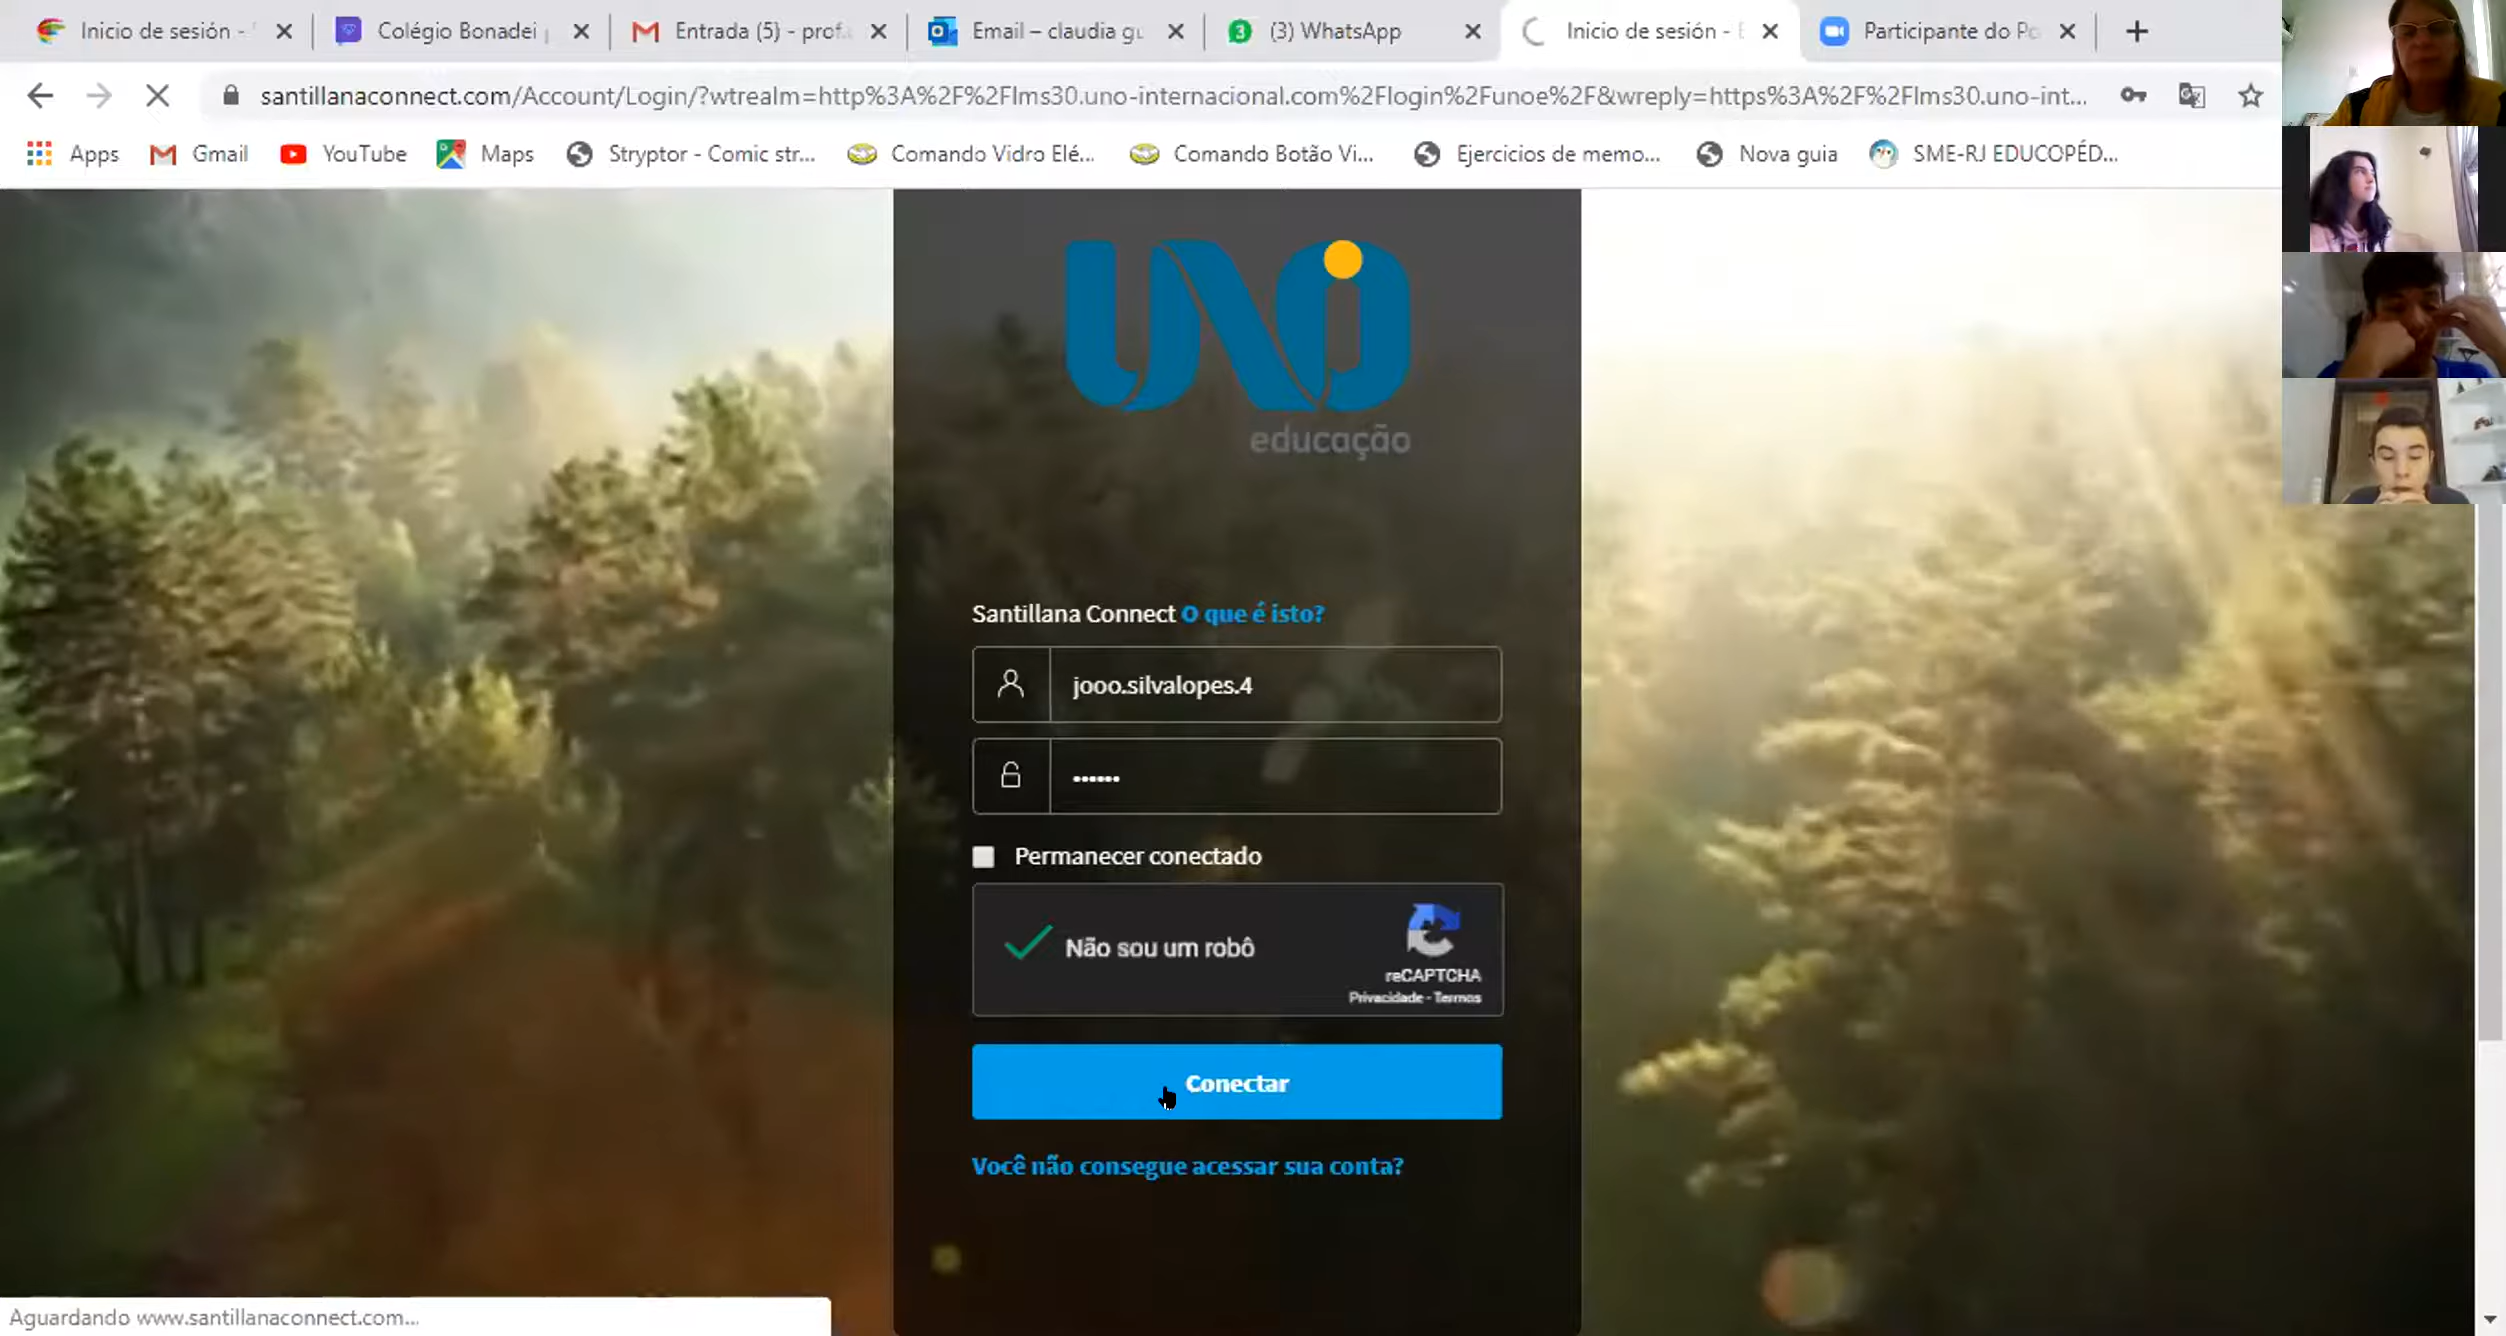 Inicio de sesión -
Colégio Bonadei
Entrada (5) - prof.
Email – claudia gu
3
(3) WhatsApp
Inicio de sesión -
Participante do Po
santillanaconnect.com/Account/Login/?wtrealm=http%3A%2F%2Flms30.uno-internacional.com%2Flogin%2Funoe%2F&wreply=https%3A%2F%2Flms30.uno-int...
Apps
Gmail
YouTube
Maps
Stryptor - Comic str...
Comando Vidro Elé...
Comando Botão Vi...
Ejercicios de memo...
Nova guia
SME-RJ EDUCOPÉD...
UNO
educação
Santillana Connect O que é isto?
jooo.silvalopes.4
••••••
Permanecer conectado
Não sou um robô
reCAPTCHA
Privacidade - Termos
Conectar
Você não consegue acessar sua conta?
Aguardando www.santillanaconnect.com...